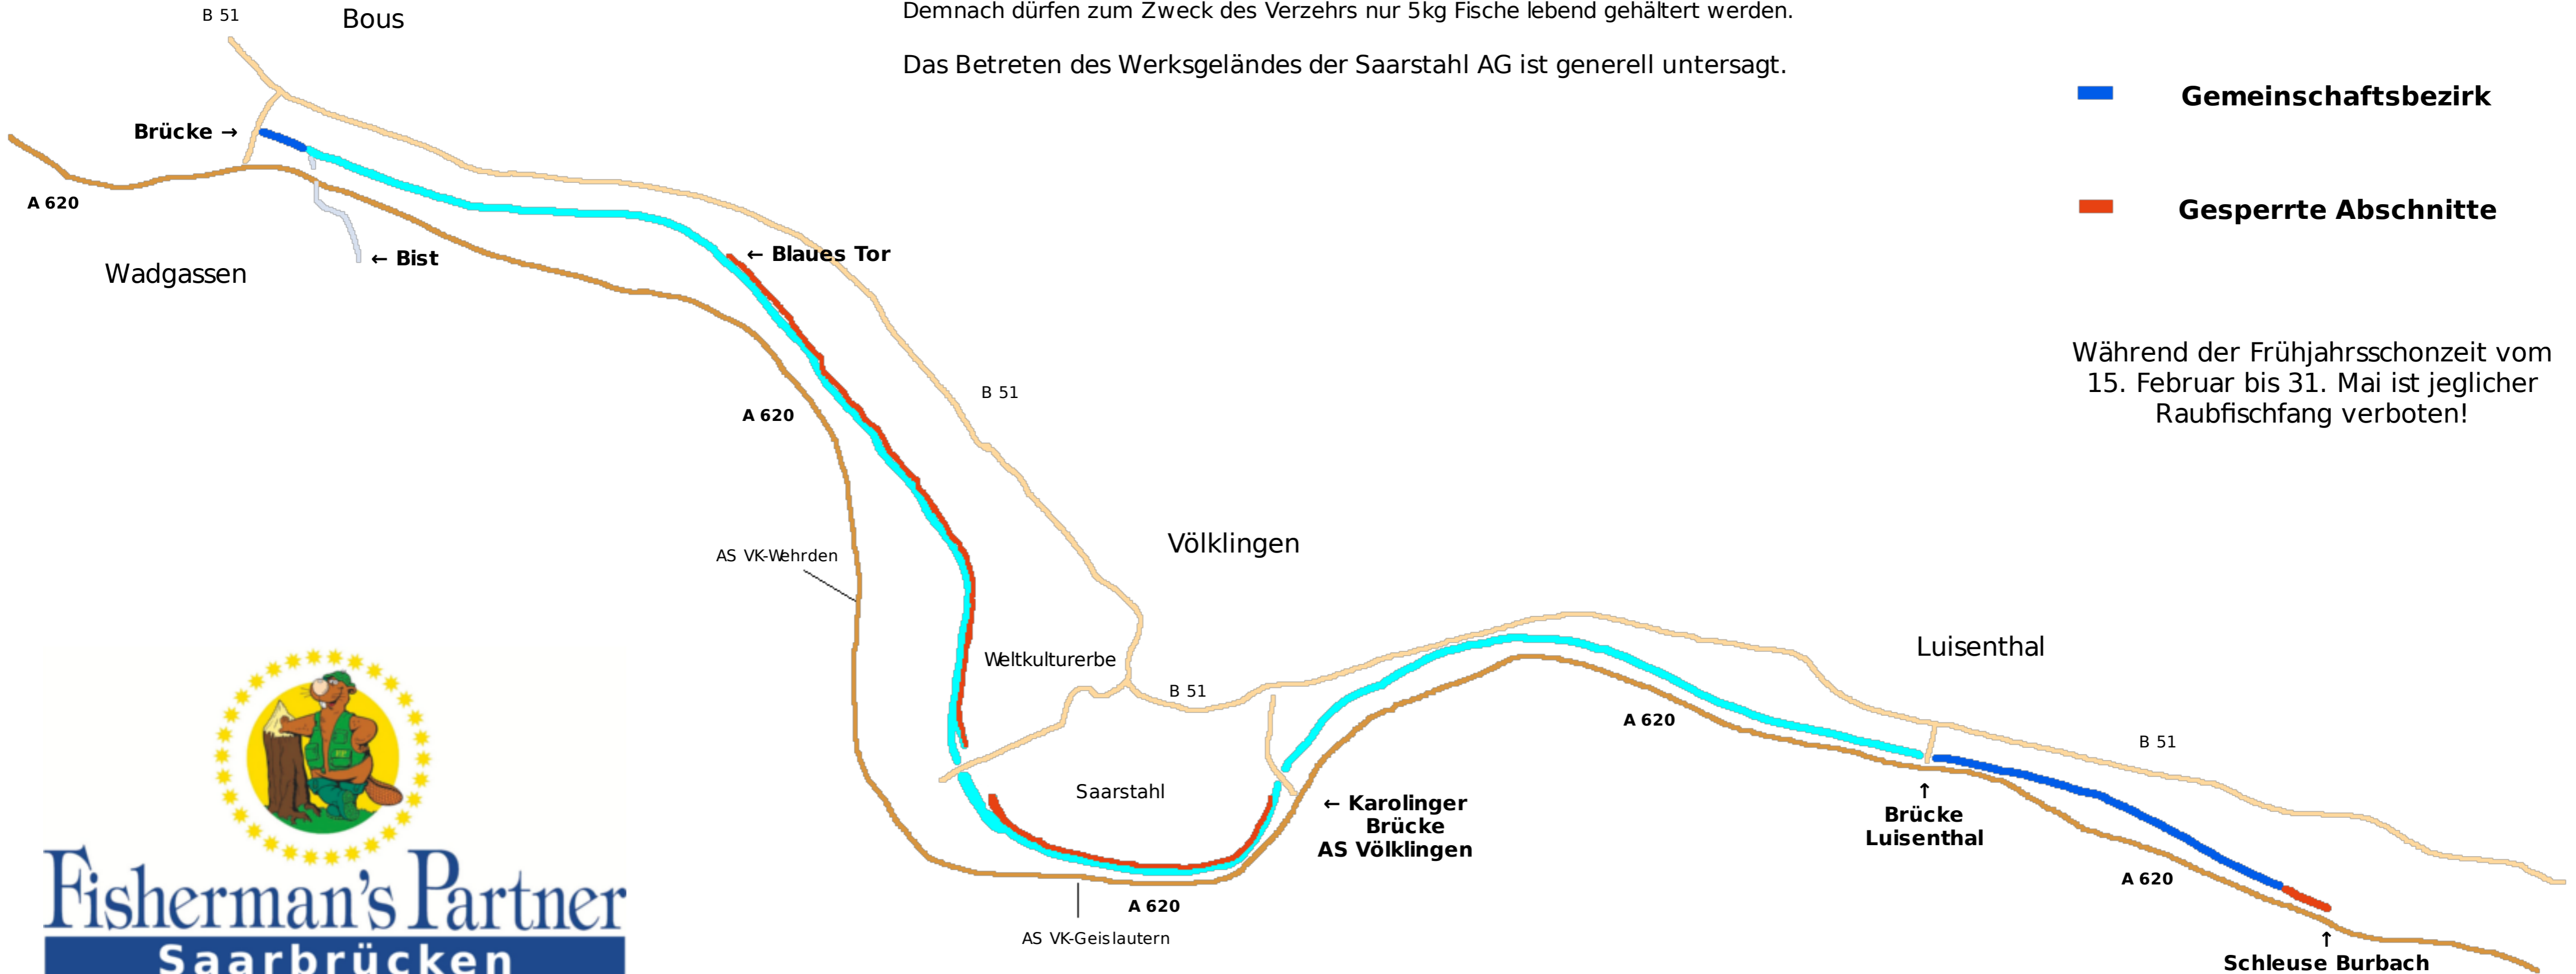 Demnach dürfen zum Zweck des Verzehrs nur 5kg Fische lebend gehältert werden.
Das Betreten des Werksgeländes der Saarstahl AG ist generell untersagt.
B 51
Bous
Gemeinschaftsbezirk
Brücke →
A 620
Gesperrte Abschnitte
← Blaues Tor
← Bist
Wadgassen
Während der Frühjahrsschonzeit vom
15. Februar bis 31. Mai ist jeglicher
Raubfischfang verboten!
B 51
A 620
Völklingen
AS VK-Wehrden
Weltkulturerbe
Luisenthal
B 51
A 620
B 51
Saarstahl
← Karolinger
Brücke
AS Völklingen
↑
Brücke
Luisenthal
A 620
A 620
AS VK-Geislautern
↑
Schleuse Burbach
Fisherman's Partner
Saarbrücken